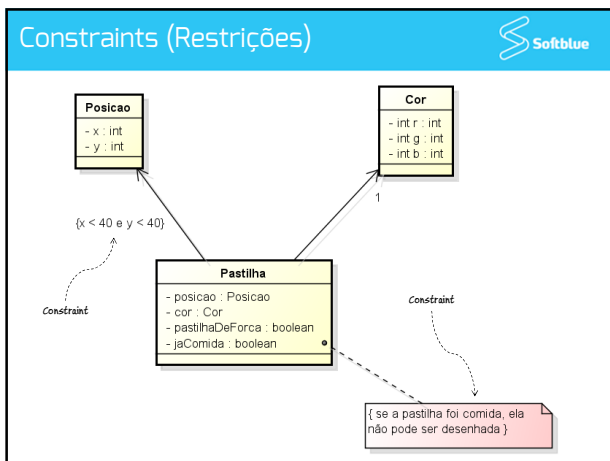 Constraints (Restrições)
Softblue
Posicao
- x : int
- y : int
Cor
- int r : int
- int g : int
- int b : int
1
{x < 40 e y < 40}
Constraint
Pastilha
- posicao : Posicao
- cor : Cor
- pastilhaDeForca : boolean
- jaComida : boolean
Constraint
{ se a pastilha foi comida, ela
não pode ser desenhada }